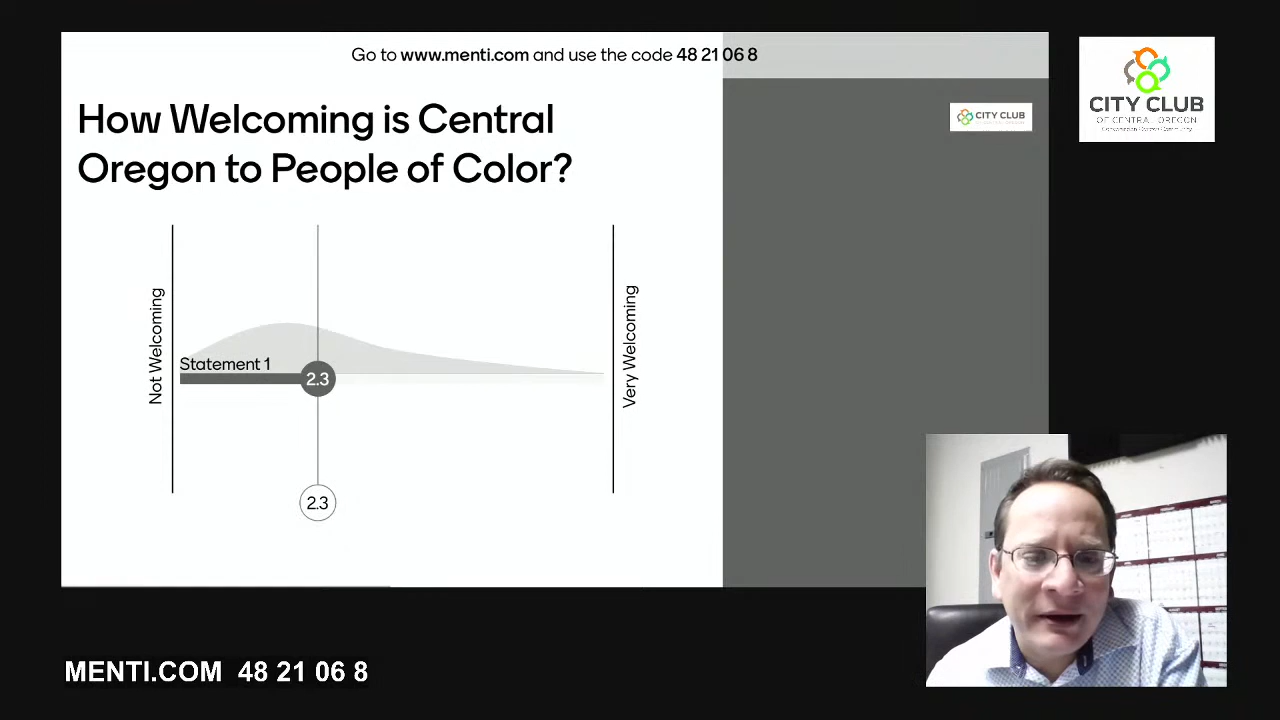 Go to www.menti.com and use the code 48 21 06 8
How Welcoming is Central
Oregon to People of Color?
CITY CLUB
CITY CLUB
OF CENTRAL OREGON
Not Welcoming
Very Welcoming
Statement 1
2.3
2.3
MENTI.COM 48 21 06 8